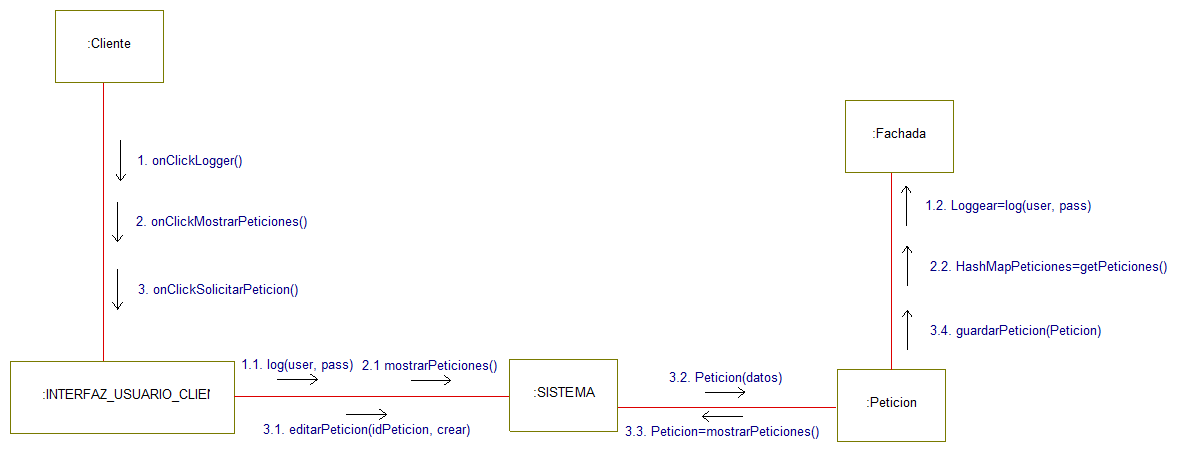 :Cliente
:Fachada
1. onClickLogger()
1.2. Loggear=log(user, pass)
2. onClickMostrarPeticiones()
2.2. HashMapPeticiones=getPeticiones()
3. onClickSolicitarPeticion()
3.4. guardarPeticion(Peticion)
1.1. log(user, pass)
2.1 mostrarPeticiones()
:INTERFAZ_USUARIO_CLIEN
:SISTEMA
3.2. Peticion(datos)
:Peticion
3.1. editarPeticion(idPeticion, crear)
3.3. Peticion=mostrarPeticiones()